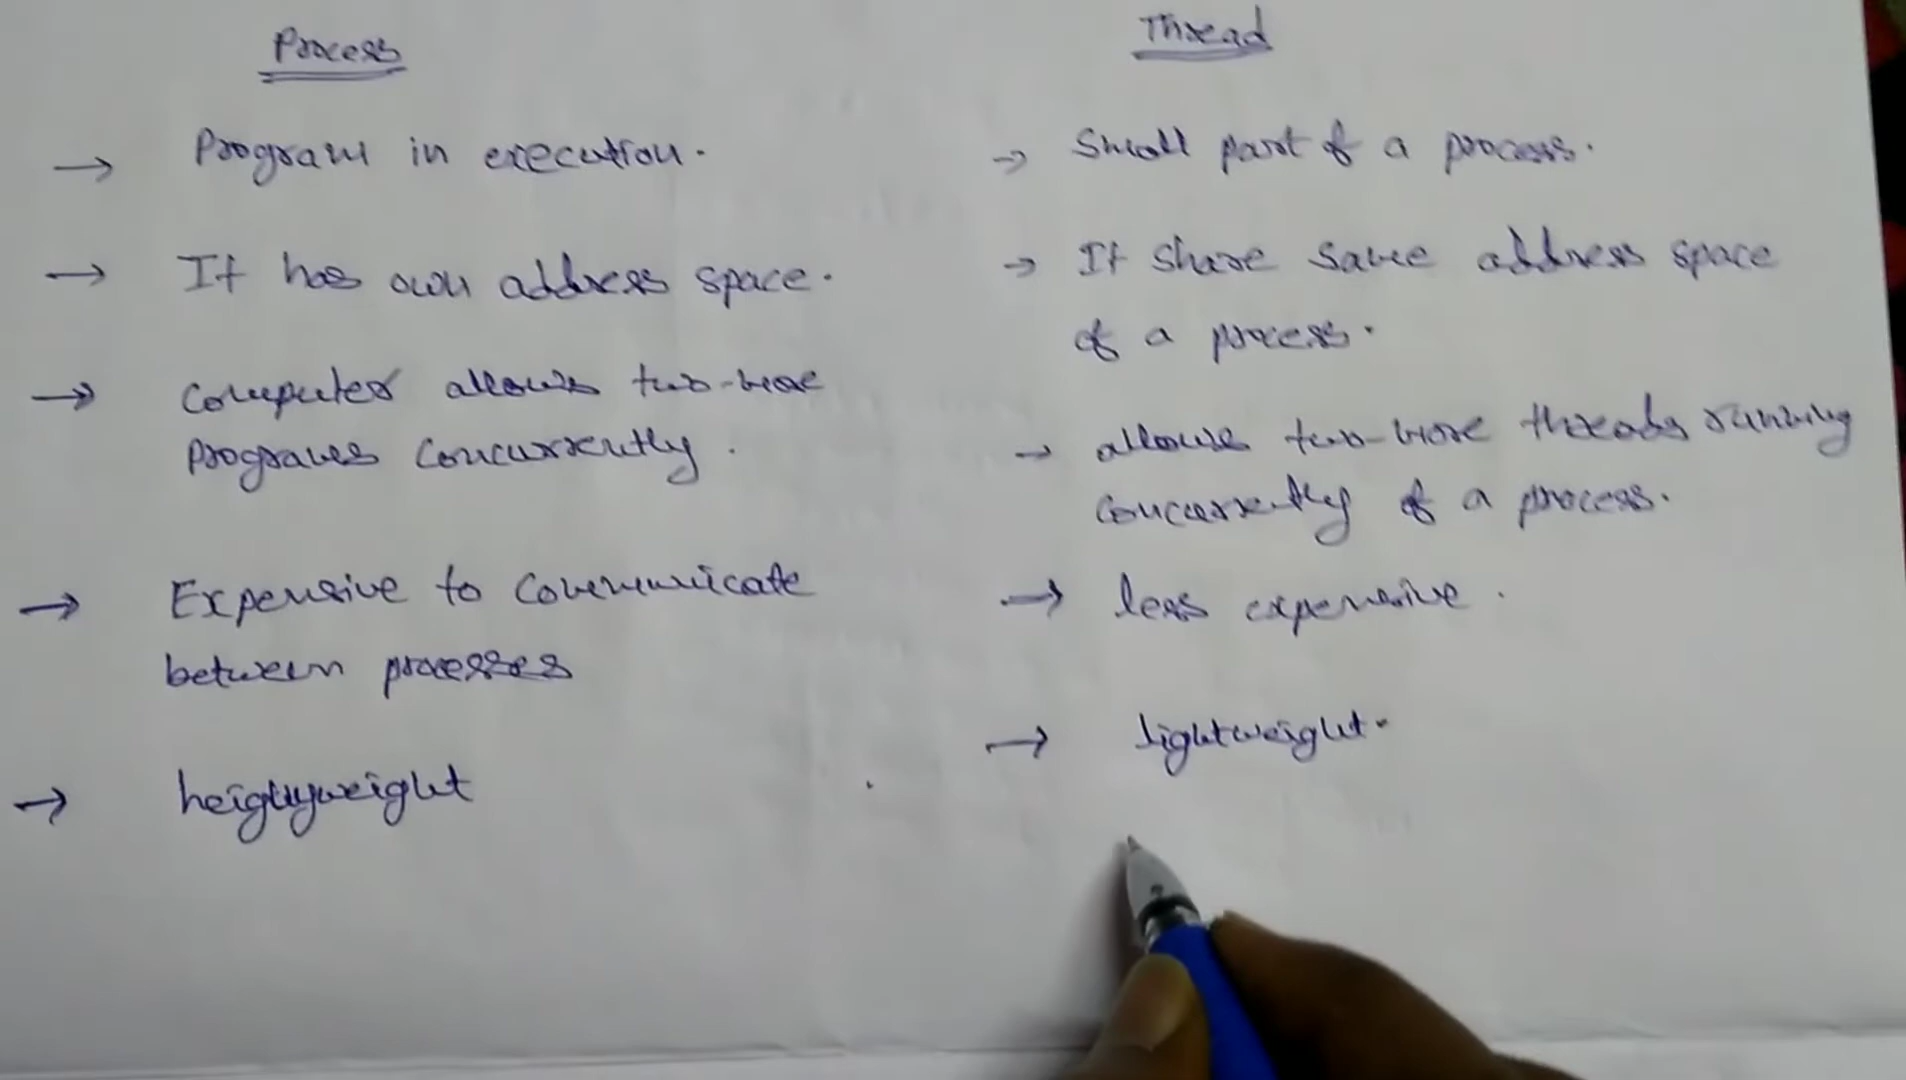 Process
Program in execution.
It has own address space.
Computer allows two-more
programs concurrently.
Expensive to communicate
between processes
heigtyweight
Thread
Small part of a process.
It share same address space
of a process.
allows two-more threads running
concurrently of a process.
less expensive.
lightweight.